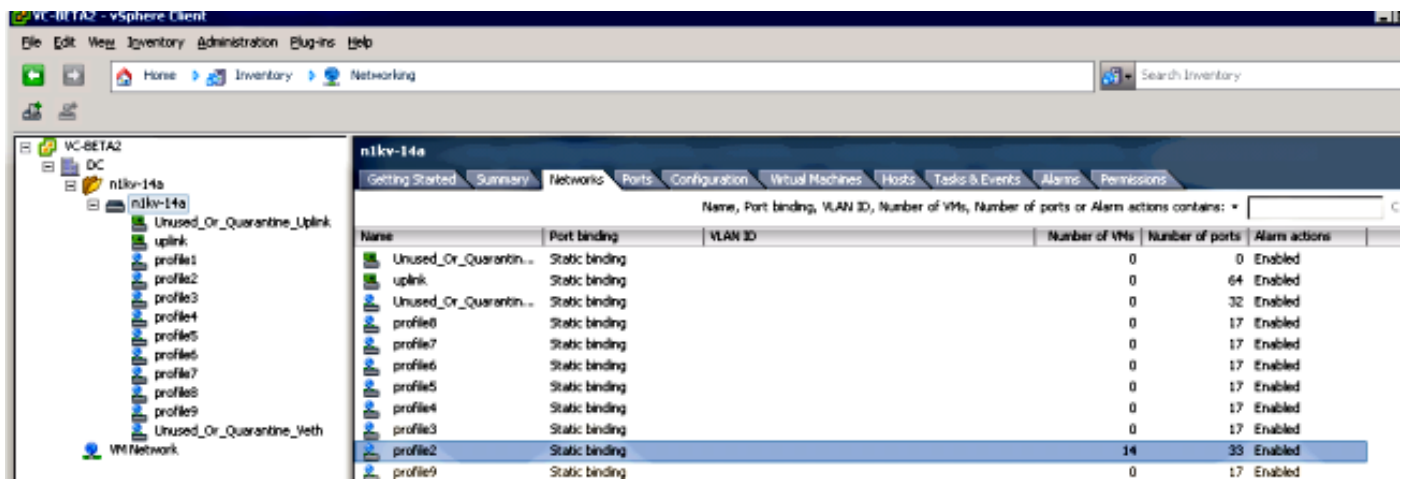 VC-BETA2 - vSphere Client
File Edit View Inventory Administration Plug-ins Help
Home Inventory Networking Search Inventory
VC-BETA2
DC
n1kv-14a
n1kv-14a
Unused_Or_Quarantine_Uplink
uplink
profile1
profile2
profile3
profile4
profile5
profile6
profile7
profile8
profile9
Unused_Or_Quarantine_Veth
VM Network
n1kv-14a
Getting Started Summary Networks Ports Configuration Virtual Machines Hosts Tasks & Events Alarms Permissions
Name, Port binding, VLAN ID, Number of VMs, Number of ports or Alarm actions contains:
Name Port binding VLAN ID Number of VMs Number of ports Alarm actions
Unused_Or_Quarantin... Static binding 0 0 Enabled
uplink Static binding 0 64 Enabled
Unused_Or_Quarantin... Static binding 0 32 Enabled
profile8 Static binding 0 17 Enabled
profile7 Static binding 0 17 Enabled
profile6 Static binding 0 17 Enabled
profile5 Static binding 0 17 Enabled
profile4 Static binding 0 17 Enabled
profile3 Static binding 0 17 Enabled
profile2 Static binding 14 33 Enabled
profile9 Static binding 0 17 Enabled